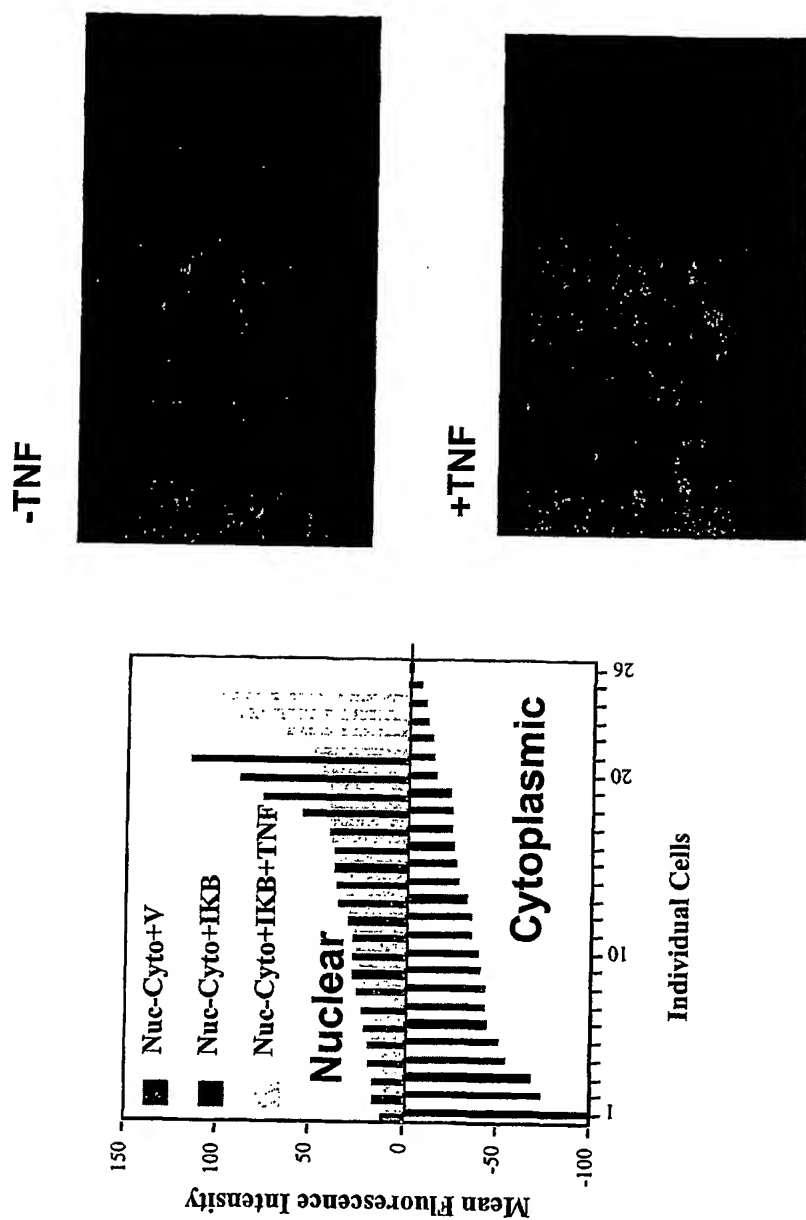 -TNF
+TNF
150
100
50
0
-50
-100
Mean Fluorescence Intensity
Nuc-Cyto+V
Nuc-Cyto+IKB
Nuc-Cyto+IKB+TNF
Nuclear
Cytoplasmic
1
10
20
26
Individual Cells